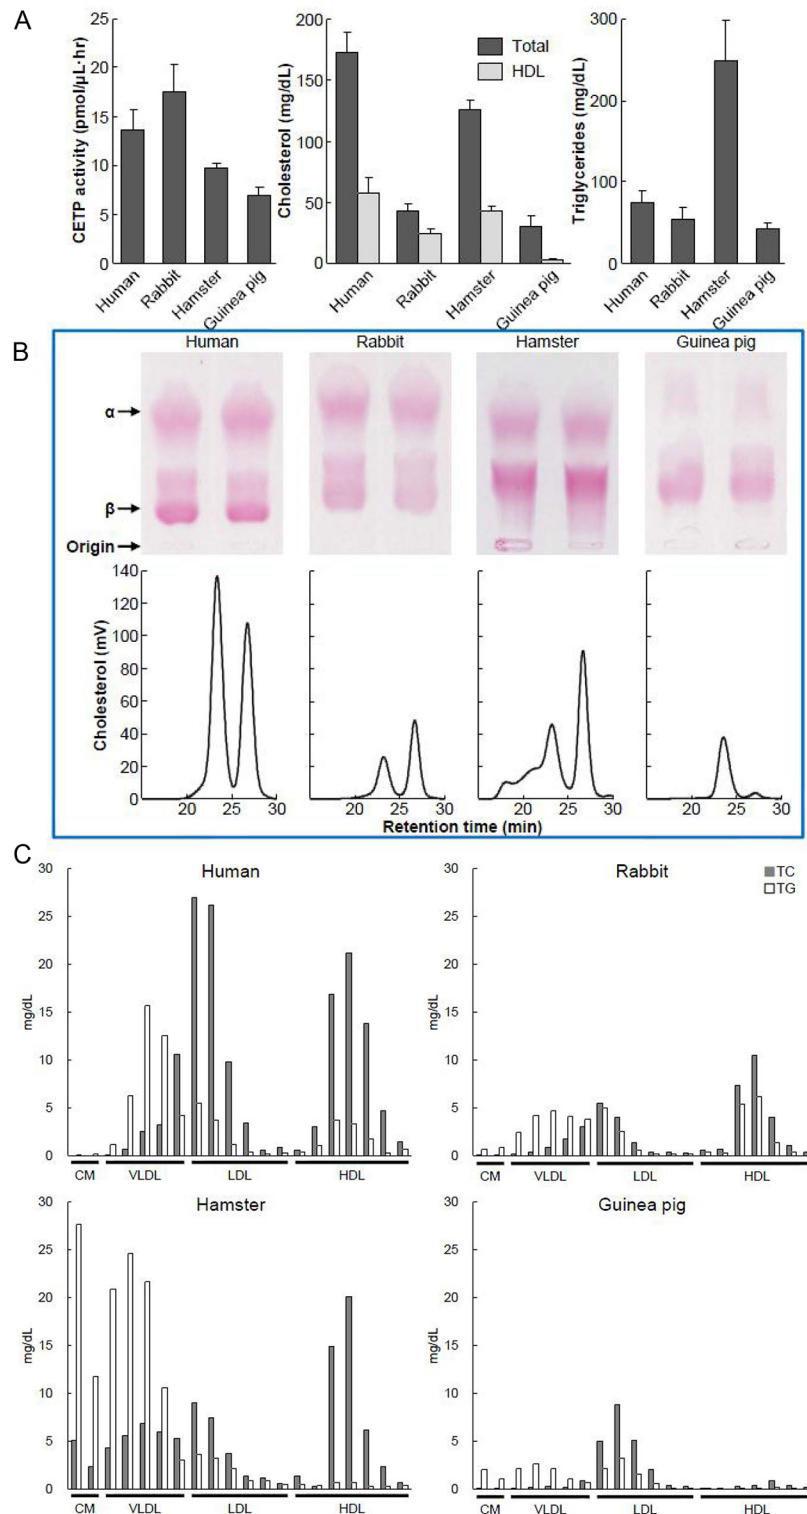 A
CETP activity (pmol/µL·hr)
25
20
15
10
5
0
Human
Rabbit
Hamster
Guinea pig
Cholesterol (mg/dL)
200
150
100
50
0
Total
HDL
Human
Rabbit
Hamster
Guinea pig
Triglycerides (mg/dL)
300
200
100
0
Human
Rabbit
Hamster
Guinea pig
B
Human Rabbit Hamster Guinea pig
α
β
Origin
Cholesterol (mV)
140
120
100
80
60
40
20
0
20 25 30 20 25 30 20 25 30 20 25 30
Retention time (min)
C
Human
mg/dL
30
25
20
15
10
5
0
CM VLDL LDL HDL
Rabbit
TC
TG
mg/dL
30
25
20
15
10
5
0
CM VLDL LDL HDL
Hamster
mg/dL
30
25
20
15
10
5
0
CM VLDL LDL HDL
Guinea pig
mg/dL
30
25
20
15
10
5
0
CM VLDL LDL HDL